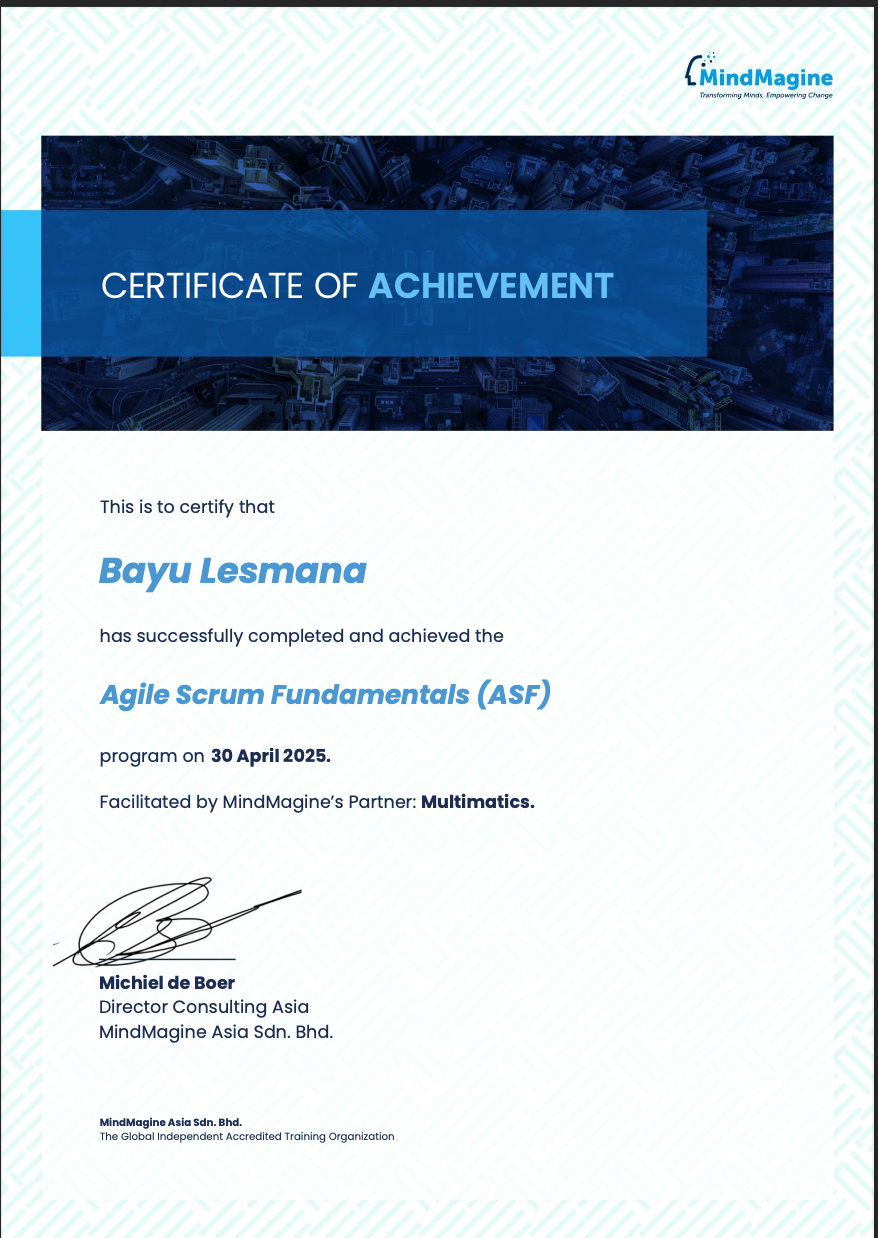 MindMagine
Transforming Minds, Empowering Change
CERTIFICATE OF ACHIEVEMENT
This is to certify that
Bayu Lesmana
has successfully completed and achieved the
Agile Scrum Fundamentals (ASF)
program on 30 April 2025.
Facilitated by MindMagine’s Partner: Multimatics.
Michiel de Boer
Director Consulting Asia
MindMagine Asia Sdn. Bhd.
MindMagine Asia Sdn. Bhd.
The Global Independent Accredited Training Organization